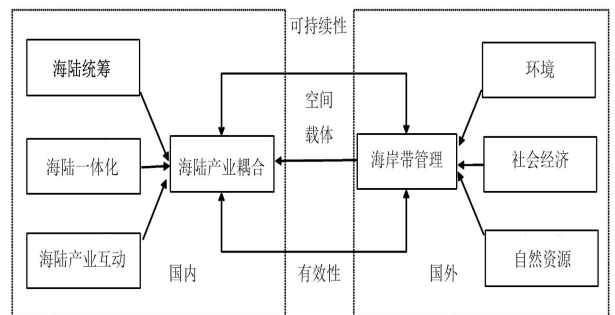 可持续性
海陆统筹
环境
空间
载体
海陆一体化
海陆产业耦合
海岸带管理
社会经济
海陆产业互动
国内
有效性
国外
自然资源